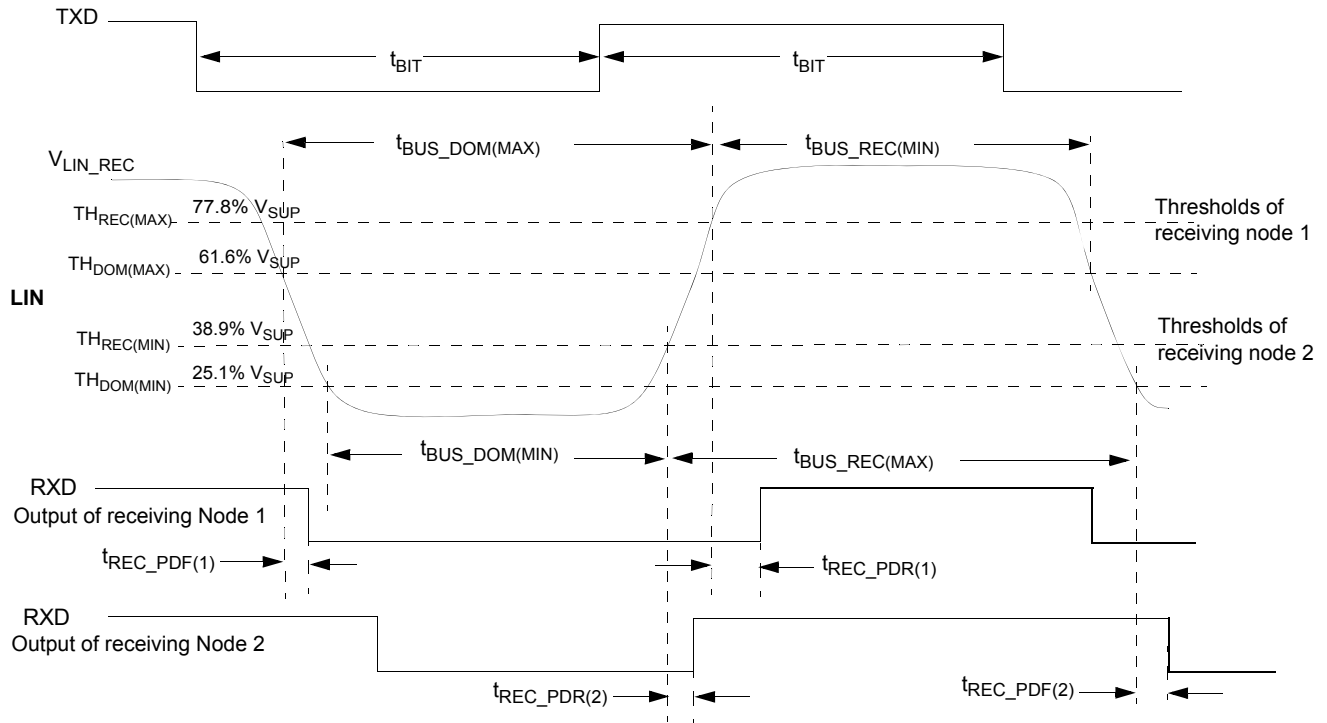 TXD
tBIT
tBIT
tBUS_DOM(MAX)
tBUS_REC(MIN)
VLIN_REC
THREC(MAX) 77.8% VSUP
Thresholds of
receiving node 1
THDOM(MAX) 61.6% VSUP
LIN
THREC(MIN) 38.9% VSUP
Thresholds of
receiving node 2
THDOM(MIN) 25.1% VSUP
tBUS_DOM(MIN)
tBUS_REC(MAX)
RXD
Output of receiving Node 1
tREC_PDF(1)
tREC_PDR(1)
RXD
Output of receiving Node 2
tREC_PDR(2)
tREC_PDF(2)